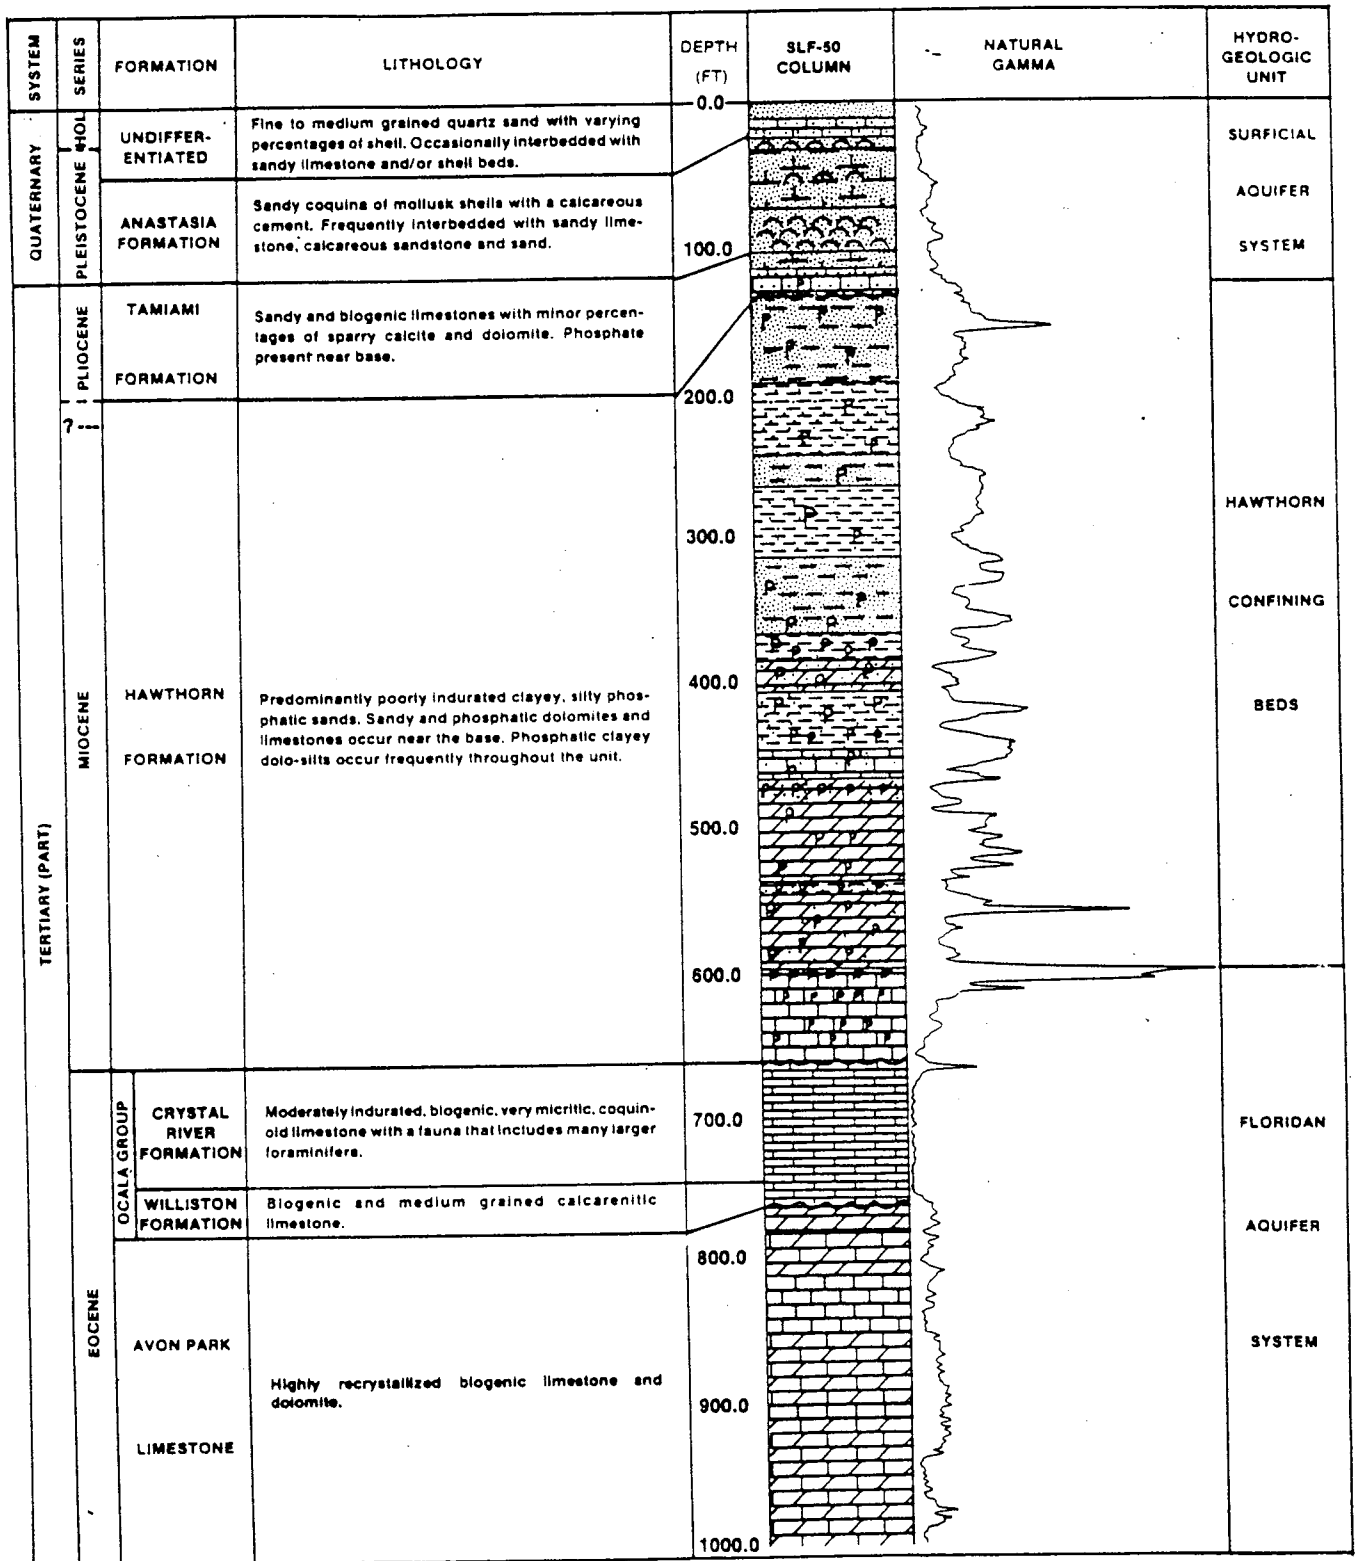 SYSTEM
SERIES
FORMATION
LITHOLOGY
DEPTH
(FT)
SLF-50
COLUMN
NATURAL
GAMMA
HYDRO-
GEOLOGIC
UNIT
QUATERNARY
HOL
PLEISTOCENE
UNDIFFER-
ENTIATED
Fine to medium grained quartz sand with varying
percentages of shell. Occasionally interbedded with
sandy limestone and/or shell beds.
ANASTASIA
FORMATION
Sandy coquina of mollusk shells with a calcareous
cement. Frequently interbedded with sandy lime-
stone, calcareous sandstone and sand.
TERTIARY (PART)
PLIOCENE
TAMIAMI
FORMATION
Sandy and biogenic limestones with minor percen-
tages of sparry calcite and dolomite. Phosphate
present near base.
? ---
MIOCENE
HAWTHORN
FORMATION
Predominantly poorly indurated clayey, silty phos-
phatic sands. Sandy and phosphatic dolomites and
limestones occur near the base. Phosphatic clayey
dolo-silts occur frequently throughout the unit.
EOCENE
OCALA GROUP
CRYSTAL
RIVER
FORMATION
Moderately indurated, biogenic, very micritic, coquin-
oid limestone with a fauna that includes many larger
foraminifera.
WILLISTON
FORMATION
Biogenic and medium grained calcarenitic
limestone.
AVON PARK
LIMESTONE
Highly recrystallized biogenic limestone and
dolomite.
0.0
100.0
200.0
300.0
400.0
500.0
600.0
700.0
800.0
900.0
1000.0
SURFICIAL
AQUIFER
SYSTEM
HAWTHORN
CONFINING
BEDS
FLORIDAN
AQUIFER
SYSTEM